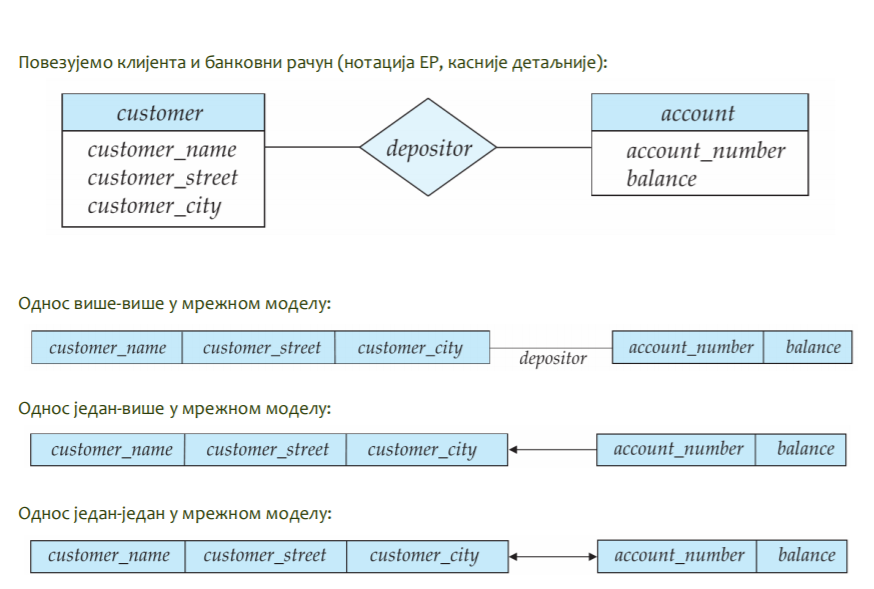 Повезујемо клијента и банковни рачун (нотација ЕР, касније детаљније):
customer
customer_name
customer_street
customer_city
depositor
account
account_number
balance
Однос више-више у мрежном моделу:
customer_name customer_street customer_city depositor account_number balance
Однос један-више у мрежном моделу:
customer_name customer_street customer_city account_number balance
Однос један-један у мрежном моделу:
customer_name customer_street customer_city account_number balance